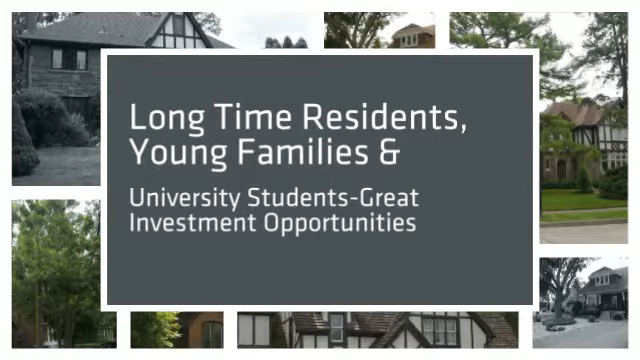 Long Time Residents,
Young Families &
University Students-Great
Investment Opportunities